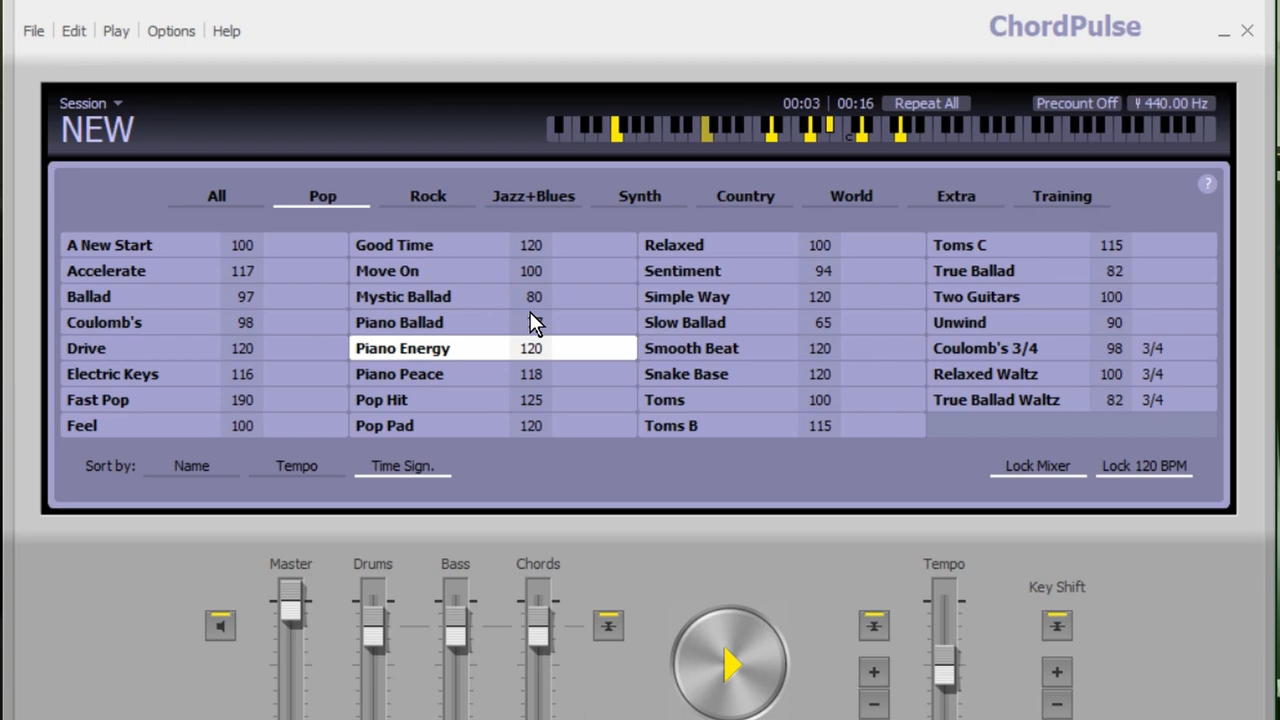 File Edit Play Options Help
ChordPulse
Session
00:03 00:16 Repeat All Precount Off 440.00 Hz
NEW
C
All Pop Rock Jazz+Blues Synth Country World Extra Training ?
A New Start 100 Good Time 120 Relaxed 100 Toms C 115
Accelerate 117 Move On 100 Sentiment 94 True Ballad 82
Ballad 97 Mystic Ballad 80 Simple Way 120 Two Guitars 100
Coulomb's 98 Piano Ballad Slow Ballad 65 Unwind 90
Drive 120 Piano Energy 120 Smooth Beat 120 Coulomb's 3/4 98 3/4
Electric Keys 116 Piano Peace 118 Snake Base 120 Relaxed Waltz 100 3/4
Fast Pop 190 Pop Hit 125 Toms 100 True Ballad Waltz 82 3/4
Feel 100 Pop Pad 120 Toms B 115
Sort by: Name Tempo Time Sign. Lock Mixer Lock 120 BPM
Master Drums Bass Chords Tempo
Key Shift